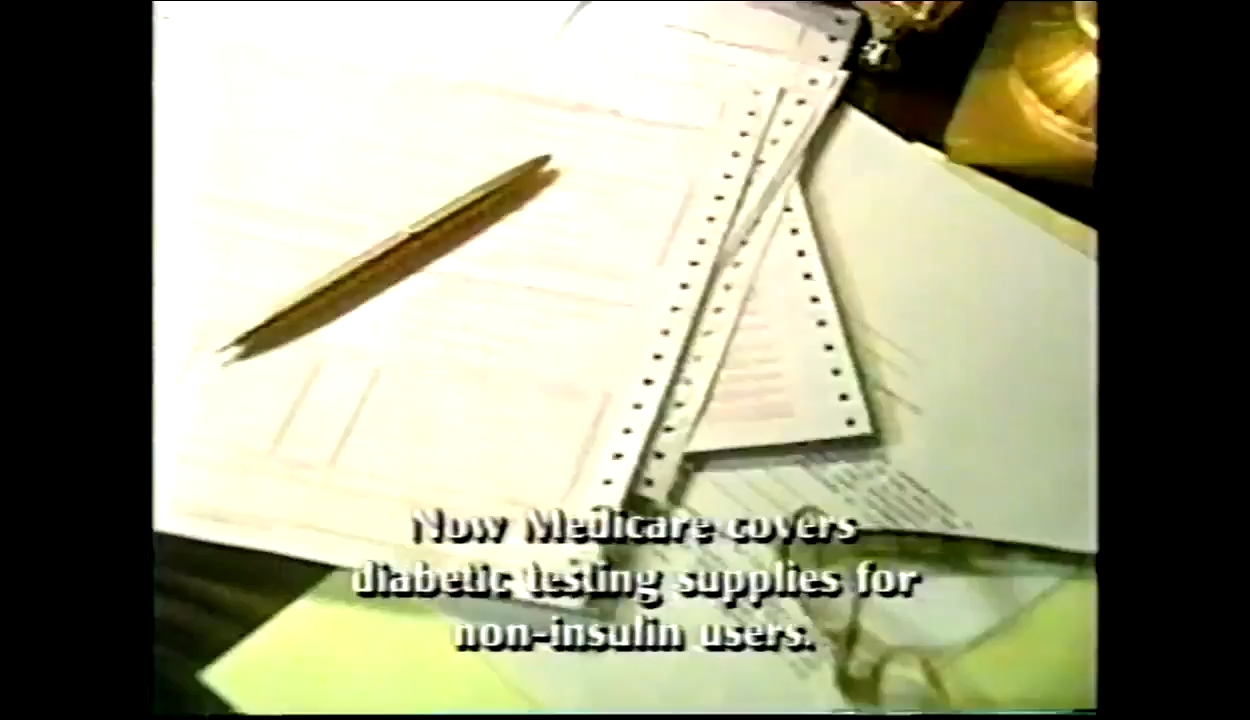 Now Medicare covers
diabetic testing supplies for
non-insulin users.